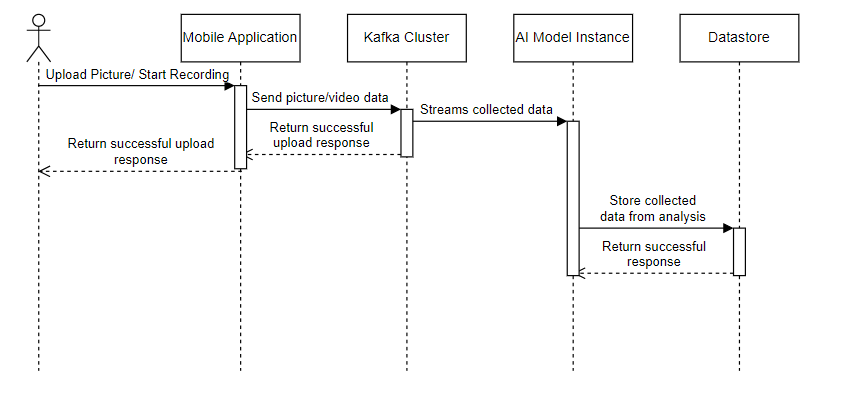 Mobile Application
Kafka Cluster
AI Model Instance
Datastore
Upload Picture/ Start Recording
Send picture/video data
Streams collected data
Return successful
upload response
Return successful upload
response
Store collected
data from analysis
Return successful
response